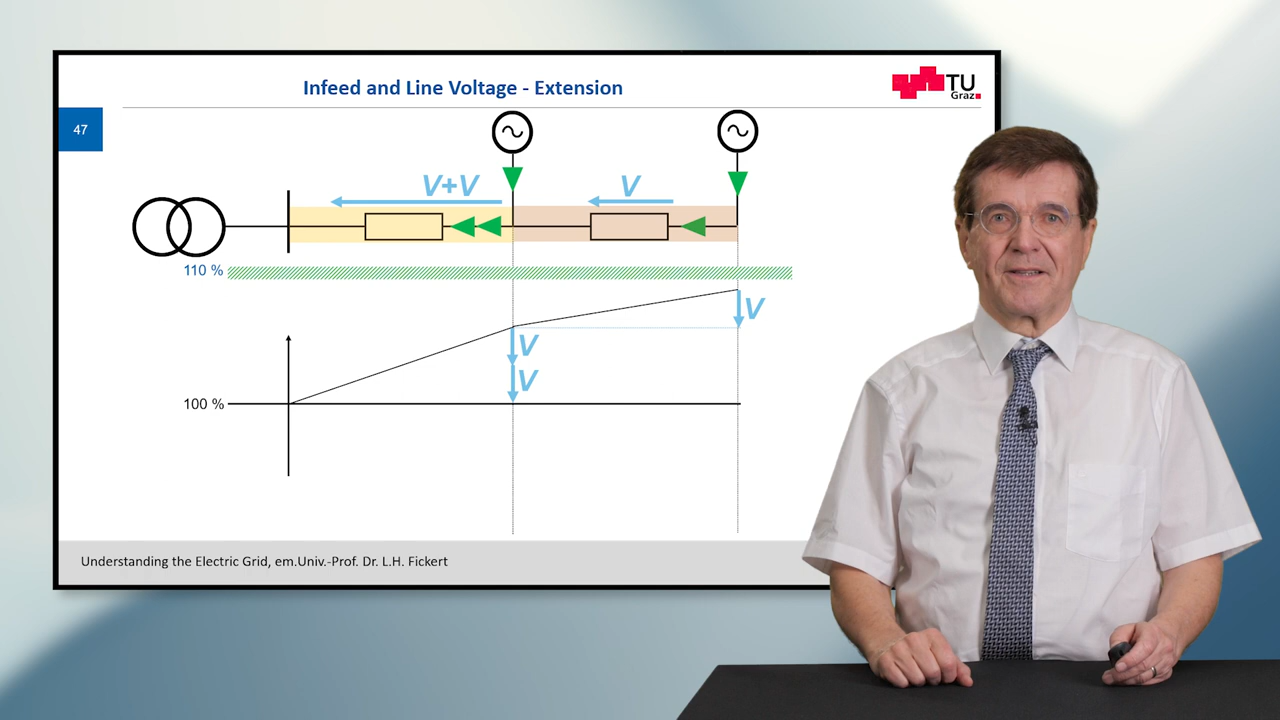 Infeed and Line Voltage - Extension
TU
Graz
47
V+V
V
110 %
V
V
V
100 %
Understanding the Electric Grid, em.Univ.-Prof. Dr. L.H. Fickert